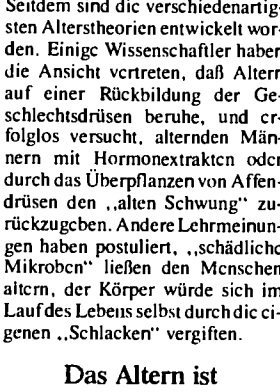 Seitdem sind die verschiedenartig-
sten Alterstheorien entwickelt wor-
den. Einige Wissenschaftler haben
die Ansicht vertreten, daß Altern
auf einer Rückbildung der Ge-
schlechtsdrüsen beruhe, und er-
folglos versucht, alternden Män-
nern mit Hormonextrakten oder
durch das Überpflanzen von Affen-
drüsen den „alten Schwung“ zu-
rückzugeben. Andere Lehrmeinun-
gen haben postuliert, „schädliche
Mikroben“ ließen den Menschen
altern, der Körper würde sich im
Lauf des Lebens selbst durch die ei-
genen „Schlacken“ vergiften.
Das Altern ist